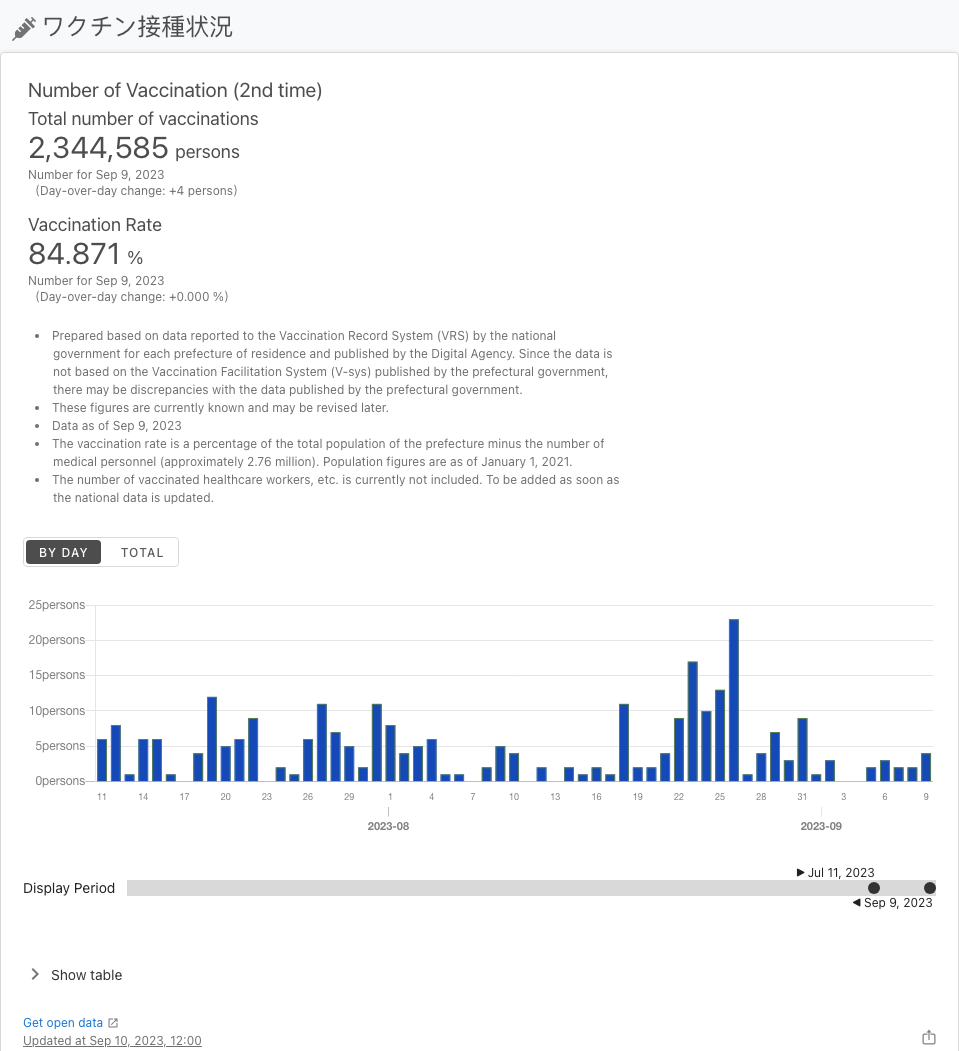 ワクチン接種状況
Number of Vaccination (2nd time)
Total number of vaccinations
2,344,585 persons
Number for Sep 9, 2023
(Day-over-day change: +4 persons)
Vaccination Rate
84.871 %
Number for Sep 9, 2023
(Day-over-day change: +0.000 %)
• Prepared based on data reported to the Vaccination Record System (VRS) by the national
government for each prefecture of residence and published by the Digital Agency. Since the data is
not based on the Vaccination Facilitation System (V-sys) published by the prefectural government,
there may be discrepancies with the data published by the prefectural government.
• These figures are currently known and may be revised later.
• Data as of Sep 9, 2023
• The vaccination rate is a percentage of the total population of the prefecture minus the number of
medical personnel (approximately 2.76 million). Population figures are as of January 1, 2021.
• The number of vaccinated healthcare workers, etc. is currently not included. To be added as soon as
the national data is updated.
BY DAY TOTAL
25persons
20persons
15persons
10persons
5persons
0persons
11 14 17 20 23 26 29 1 4 7 10 13 16 19 22 25 28 31 3 6 9
2023-08 2023-09
Jul 11, 2023
Display Period
Sep 9, 2023
Show table
Get open data
Updated at Sep 10, 2023, 12:00